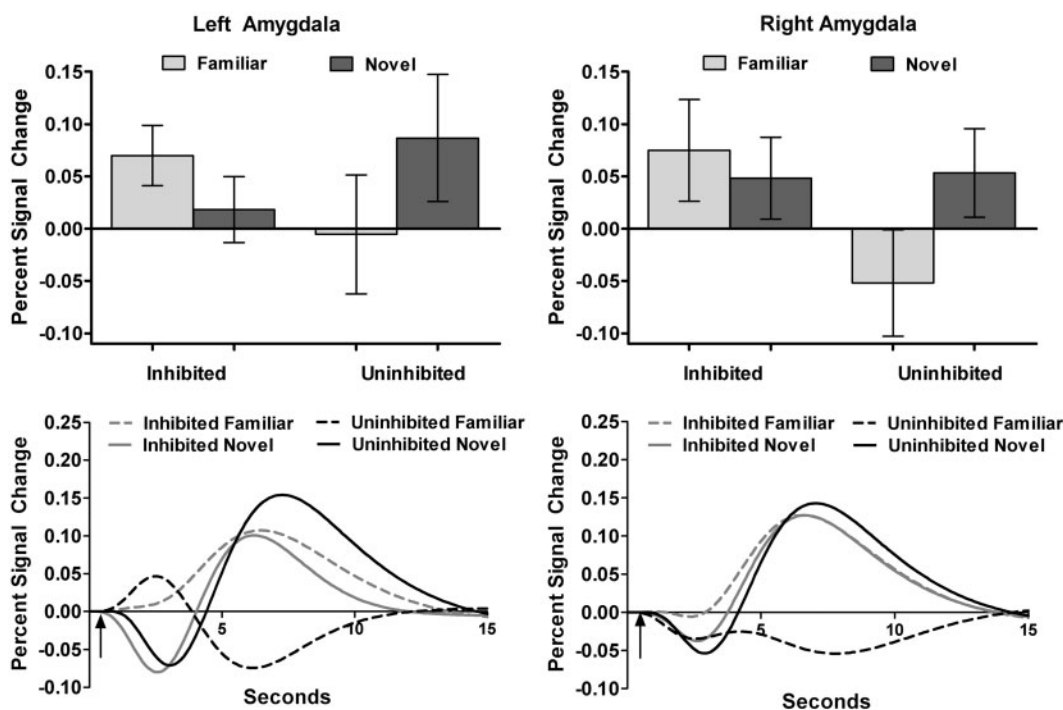 Left Amygdala
Familiar Novel
Percent Signal Change
0.15
0.10
0.05
0.00
-0.05
-0.10
Inhibited Uninhibited
Right Amygdala
Familiar Novel
Percent Signal Change
0.15
0.10
0.05
0.00
-0.05
-0.10
Inhibited Uninhibited
Inhibited Familiar Uninhibited Familiar
Inhibited Novel Uninhibited Novel
Percent Signal Change
0.25
0.20
0.15
0.10
0.05
0.00
-0.05
-0.10
5 10 15
Seconds
Inhibited Familiar Uninhibited Familiar
Inhibited Novel Uninhibited Novel
Percent Signal Change
0.25
0.20
0.15
0.10
0.05
0.00
-0.05
-0.10
5 10 15
Seconds